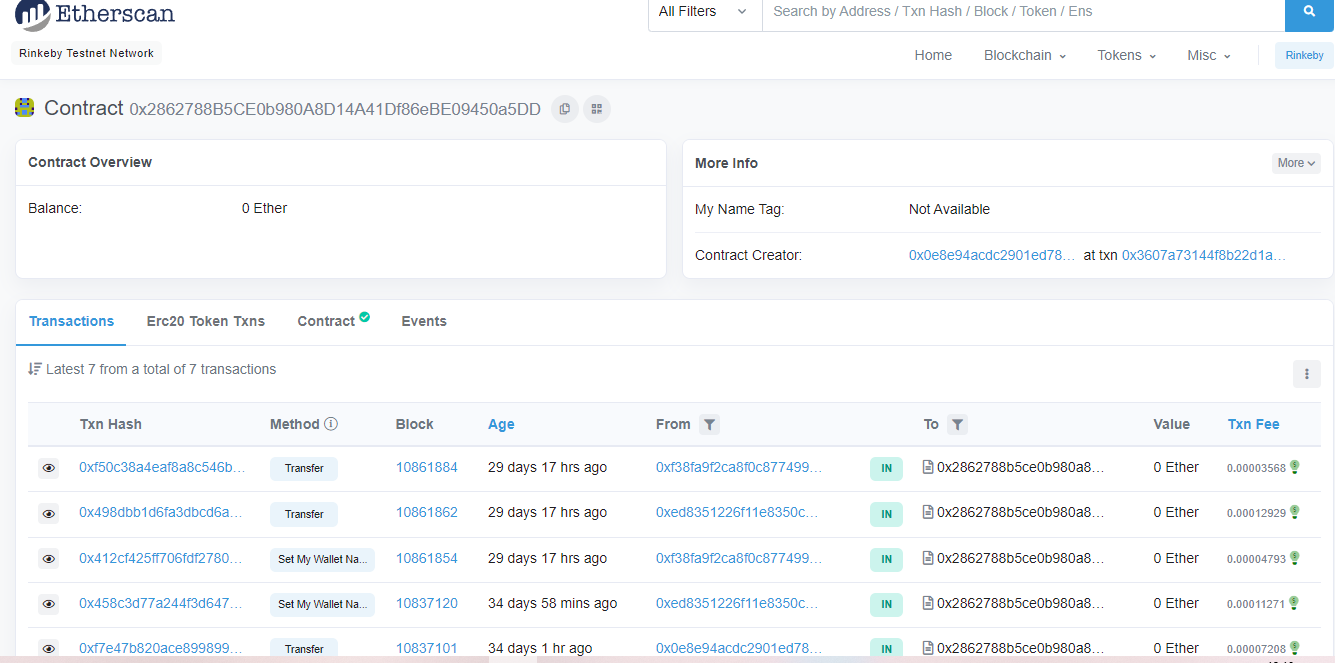 Etherscan
All Filters Search by Address / Txn Hash / Block / Token / Ens
Rinkeby Testnet Network
Home Blockchain Tokens Misc Rinkeby
Contract 0x2862788B5CE0b980A8D14A41Df86eBE09450a5DD
Contract Overview
Balance: 0 Ether
More Info More
My Name Tag: Not Available
Contract Creator: 0x0e8e94acdc2901ed78... at txn 0x3607a73144f8b22d1a...
Transactions Erc20 Token Txns Contract Events
Latest 7 from a total of 7 transactions
Txn Hash Method Block Age From To Value Txn Fee
0xf50c38a4eaf8a8c546b... Transfer 10861884 29 days 17 hrs ago 0xf38fa9f2ca8f0c877499... IN 0x2862788b5ce0b980a8... 0 Ether 0.00003568
0x498dbb1d6fa3dbcd6a... Transfer 10861862 29 days 17 hrs ago 0xed8351226f11e8350c... IN 0x2862788b5ce0b980a8... 0 Ether 0.00012929
0x412cf425ff706fdf2780... Set My Wallet Na... 10861854 29 days 17 hrs ago 0xf38fa9f2ca8f0c877499... IN 0x2862788b5ce0b980a8... 0 Ether 0.00004793
0x458c3d77a244f3d647... Set My Wallet Na... 10837120 34 days 58 mins ago 0xed8351226f11e8350c... IN 0x2862788b5ce0b980a8... 0 Ether 0.00011271
0xf7e47b820ace899899... Transfer 10837101 34 days 1 hr ago 0x0e8e94acdc2901ed78... IN 0x2862788b5ce0b980a8... 0 Ether 0.00007208